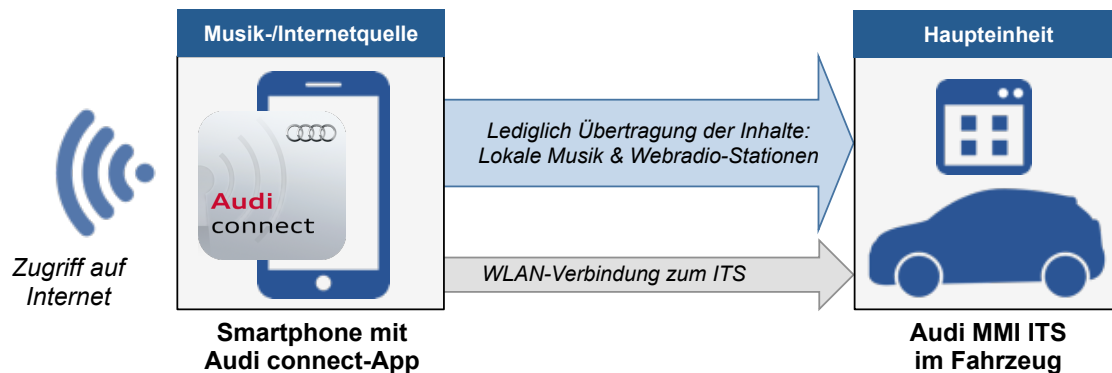 Musik-/Internetquelle
Haupteinheit
Lediglich Übertragung der Inhalte:
Lokale Musik & Webradio-Stationen
Audi
connect
Zugriff auf
Internet
WLAN-Verbindung zum ITS
Smartphone mit
Audi connect-App
Audi MMI ITS
im Fahrzeug